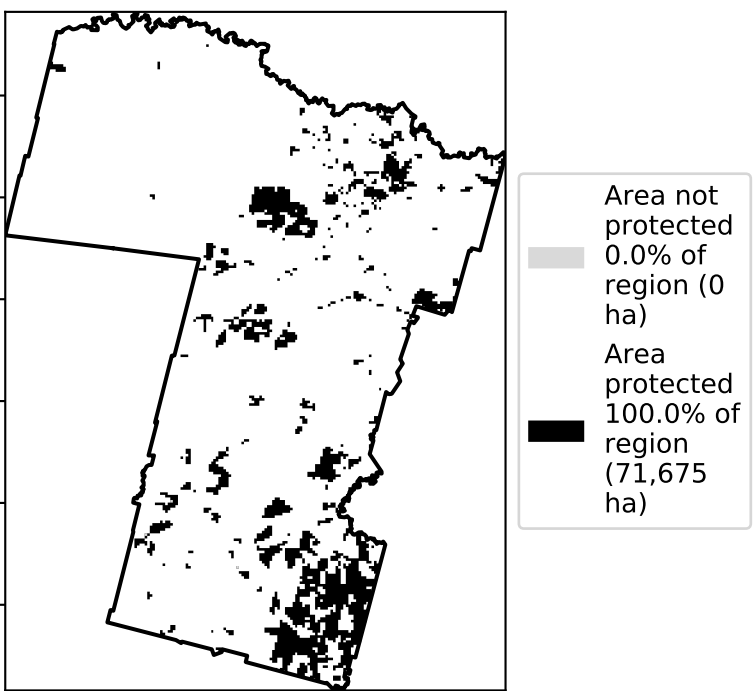 Area not
protected
0.0% of
region (0
ha)
Area
protected
100.0% of
region
(71,675
ha)